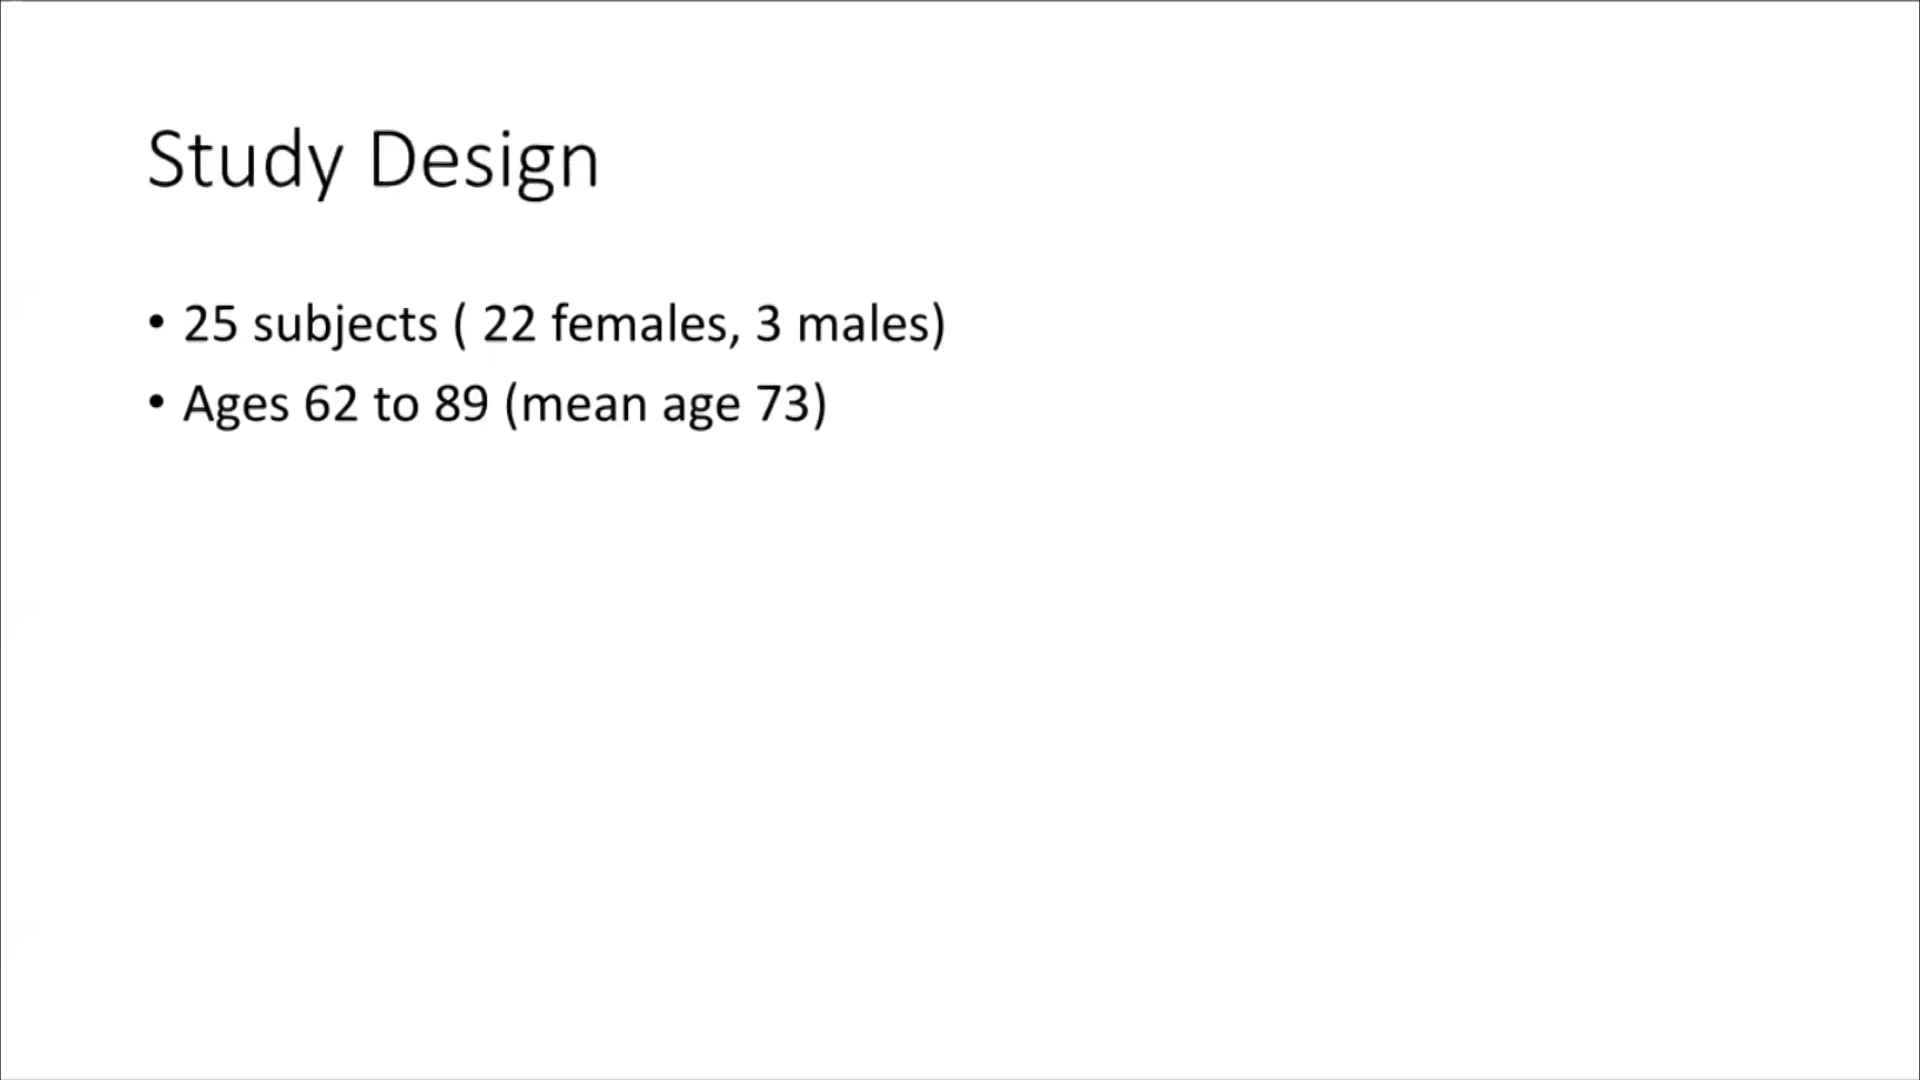 Study Design
• 25 subjects ( 22 females, 3 males)
• Ages 62 to 89 (mean age 73)